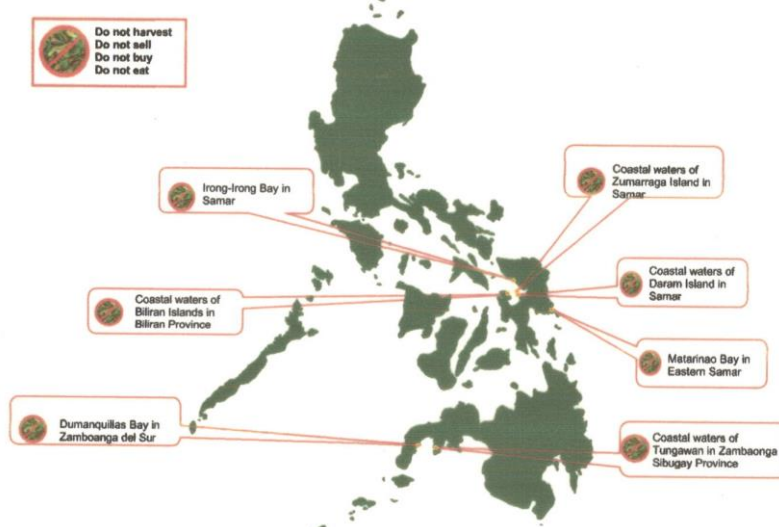 Do not harvest
Do not sell
Do not buy
Do not eat
Irong-Irong Bay in
Samar
Coastal waters of
Zumarraga Island in
Samar
Coastal waters of
Biliran Islands in
Biliran Province
Coastal waters of
Daram Island in
Samar
Matarinao Bay in
Eastern Samar
Dumanquillas Bay in
Zamboanga del Sur
Coastal waters of
Tungawan in Zambaonga
Sibugay Province